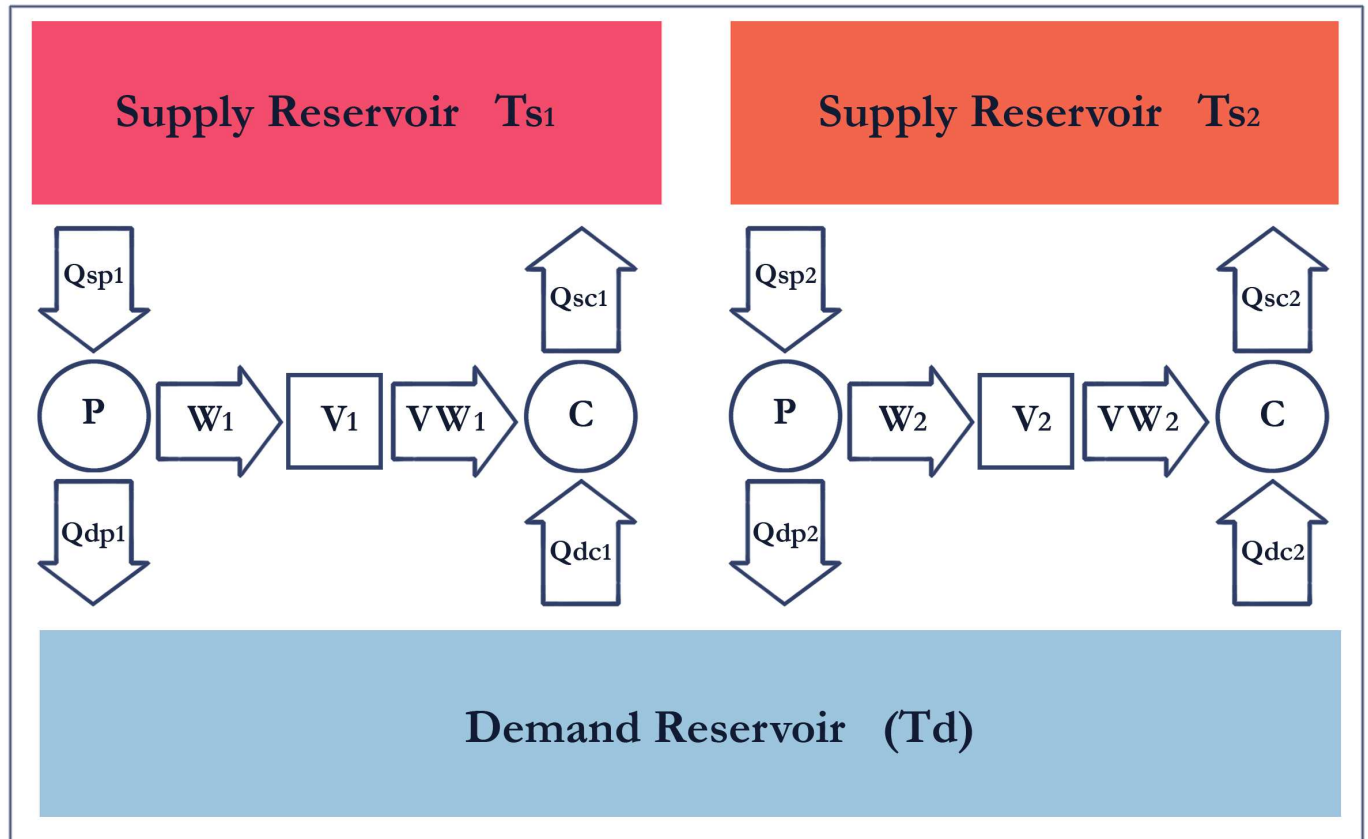 Supply Reservoir Ts1
Supply Reservoir Ts2
Qsp1
Qsc1
Qsp2
Qsc2
P
W1
V1
VW1
C
P
W2
V2
VW2
C
Qdp1
Qdc1
Qdp2
Qdc2
Demand Reservoir (Td)